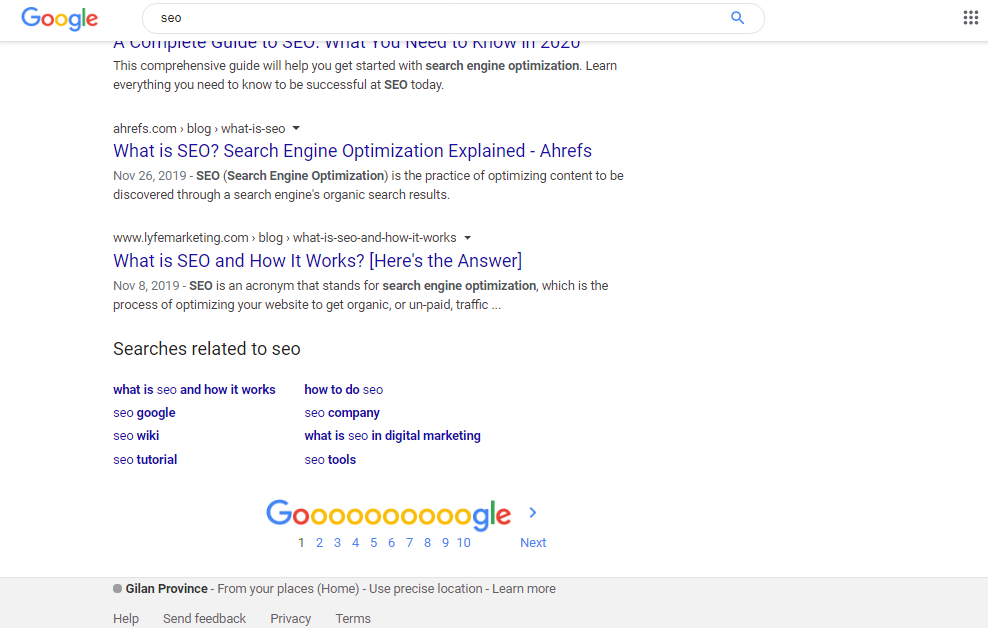 Google
seo
A Complete Guide to SEO: What You Need to Know in 2020
This comprehensive guide will help you get started with search engine optimization. Learn
everything you need to know to be successful at SEO today.
ahrefs.com › blog › what-is-seo
What is SEO? Search Engine Optimization Explained - Ahrefs
Nov 26, 2019 - SEO (Search Engine Optimization) is the practice of optimizing content to be
discovered through a search engine's organic search results.
www.lyfemarketing.com › blog › what-is-seo-and-how-it-works
What is SEO and How It Works? [Here's the Answer]
Nov 8, 2019 - SEO is an acronym that stands for search engine optimization, which is the
process of optimizing your website to get organic, or un-paid, traffic ...
Searches related to seo
what is seo and how it works
how to do seo
seo google
seo company
seo wiki
what is seo in digital marketing
seo tutorial
seo tools
Goooooooooogle
1 2 3 4 5 6 7 8 9 10 Next
Gilan Province - From your places (Home) - Use precise location - Learn more
Help Send feedback Privacy Terms